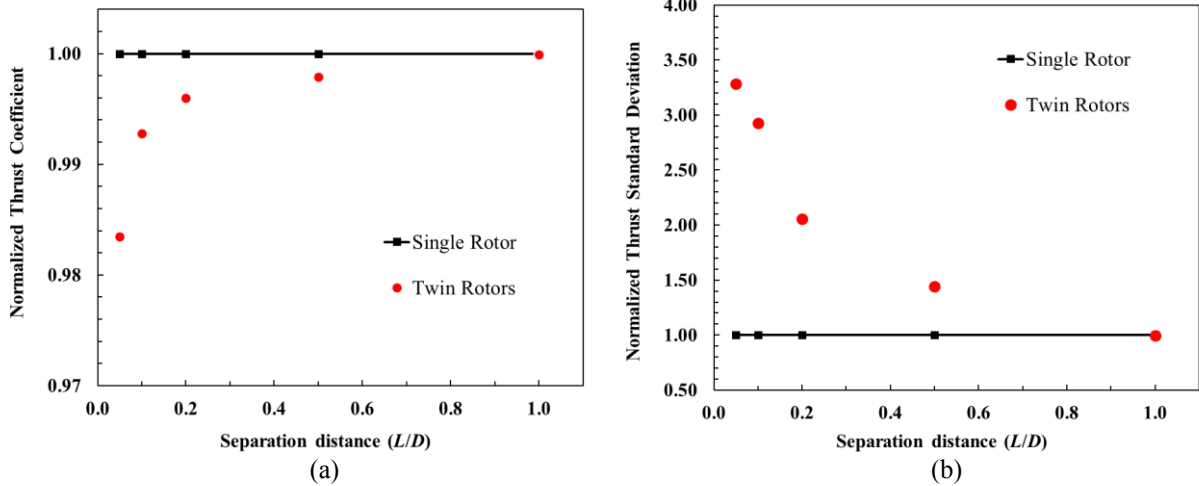 Normalized Thrust Coefficient
1.00
0.99
0.98
0.97
0.0
0.2
0.4
0.6
0.8
1.0
Single Rotor
Twin Rotors
Separation distance (L/D)
(a)
Normalized Thrust Standard Deviation
4.00
3.50
3.00
2.50
2.00
1.50
1.00
0.50
0.0
0.2
0.4
0.6
0.8
1.0
Single Rotor
Twin Rotors
Separation distance (L/D)
(b)